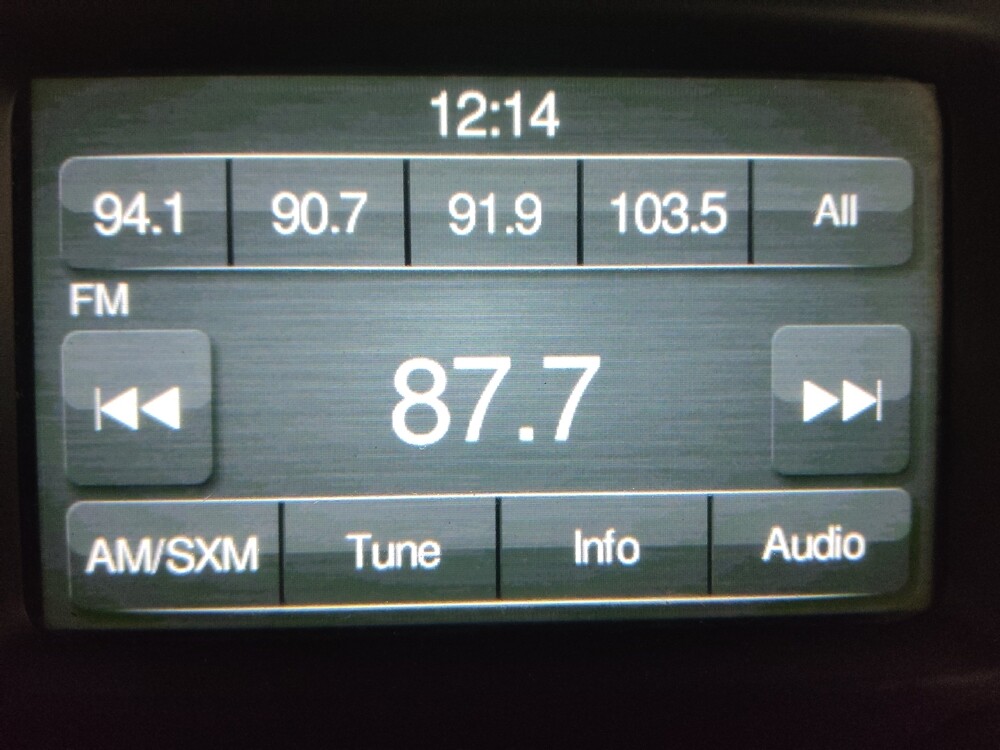 12:14
94.1 90.7 91.9 103.5 All
FM
87.7
AM/SXM Tune Info Audio